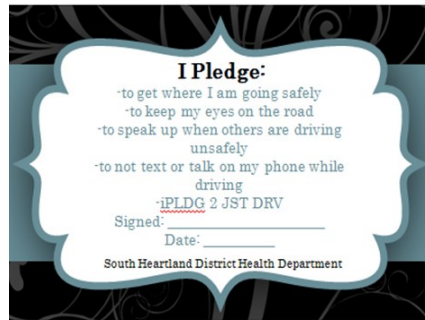 I Pledge:
-to get where I am going safely
-to keep my eyes on the road
-to speak up when others are driving
unsafely
-to not text or talk on my phone while
driving
-iPLDG 2 JST DRV
Signed: ____________________
Date: _________
South Heartland District Health Department